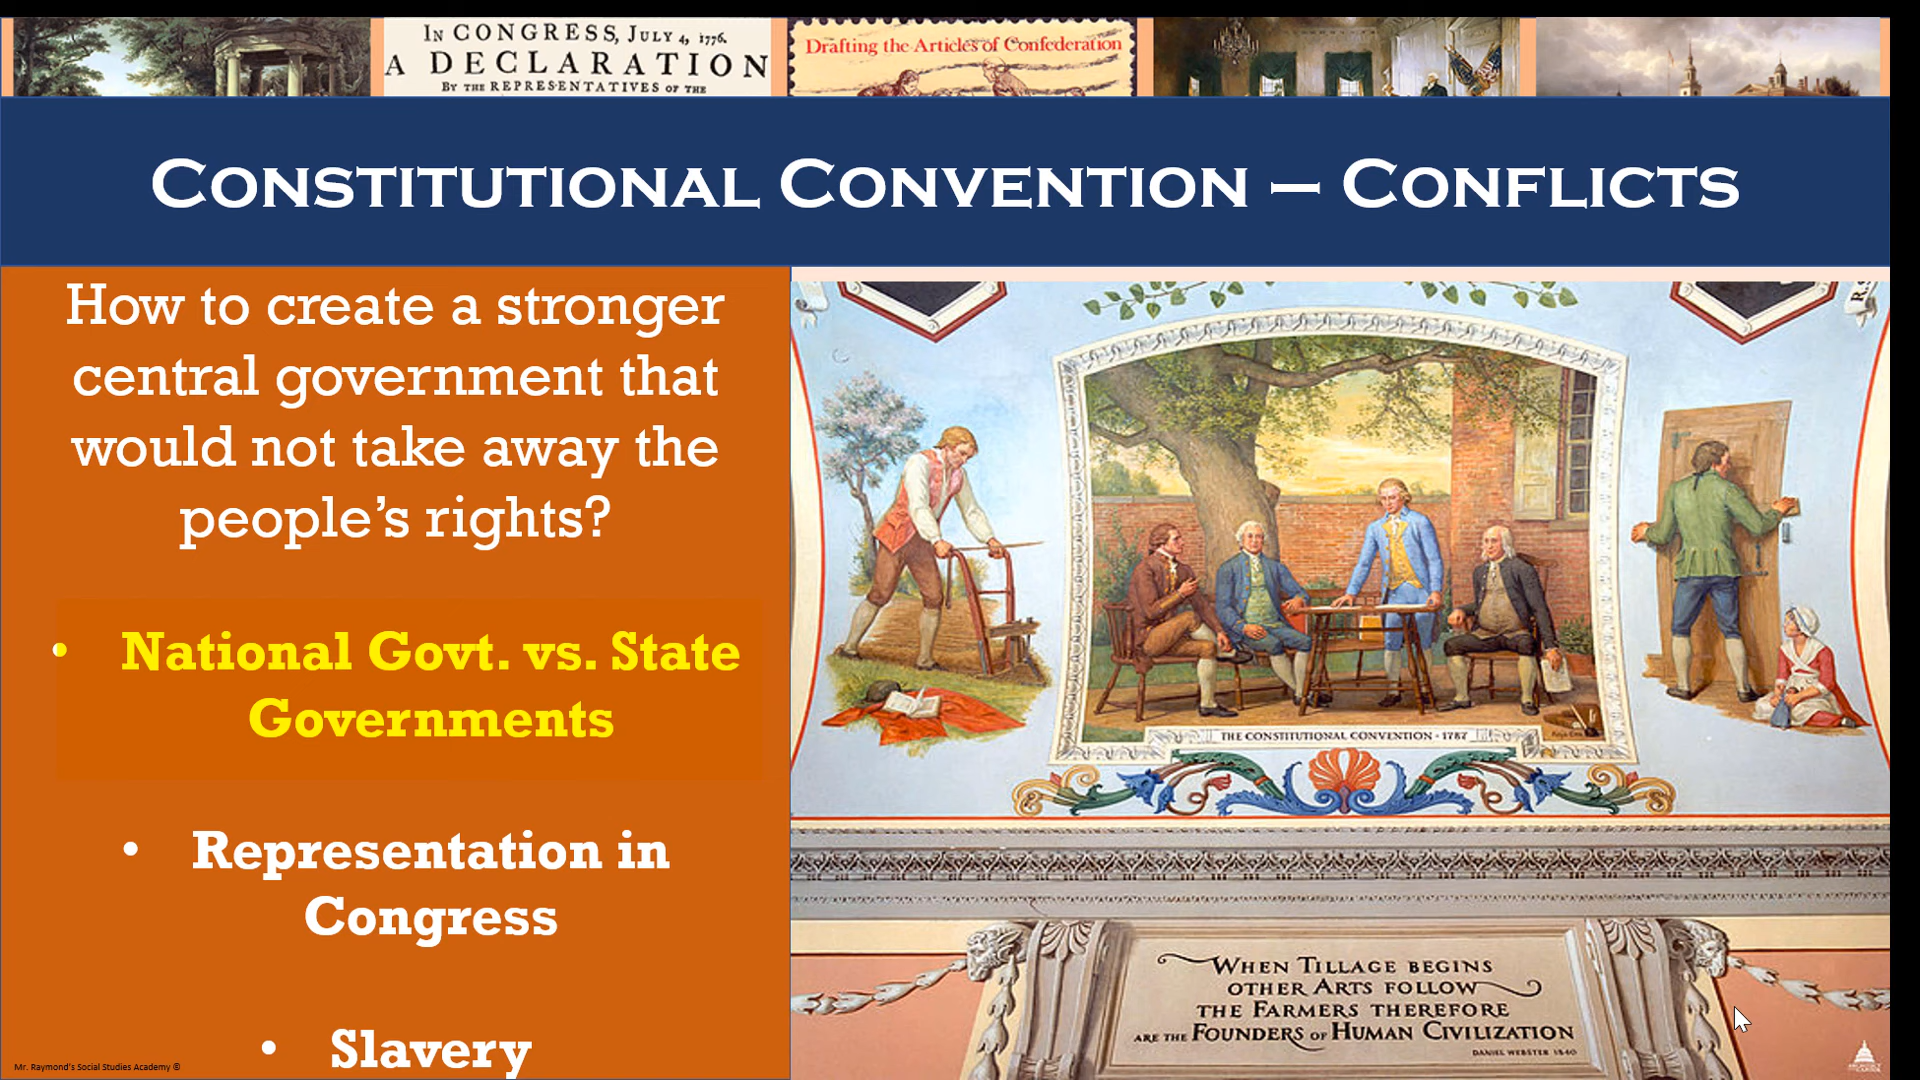 IN CONGRESS, JULY 4, 1776.
A DECLARATION
BY THE REPRESENTATIVES OF THE
Drafting the Articles of Confederation
CONSTITUTIONAL CONVENTION – CONFLICTS
How to create a stronger
central government that
would not take away the
people's rights?
• National Govt. vs. State
Governments
• Representation in
Congress
• Slavery
Mr. Raymond's Social Studies Academy ©
THE CONSTITUTIONAL CONVENTION · 1787
WHEN TILLAGE BEGINS
OTHER ARTS FOLLOW
THE FARMERS THEREFORE
ARE THE FOUNDERS OF HUMAN CIVILIZATION
DANIEL WEBSTER 1840